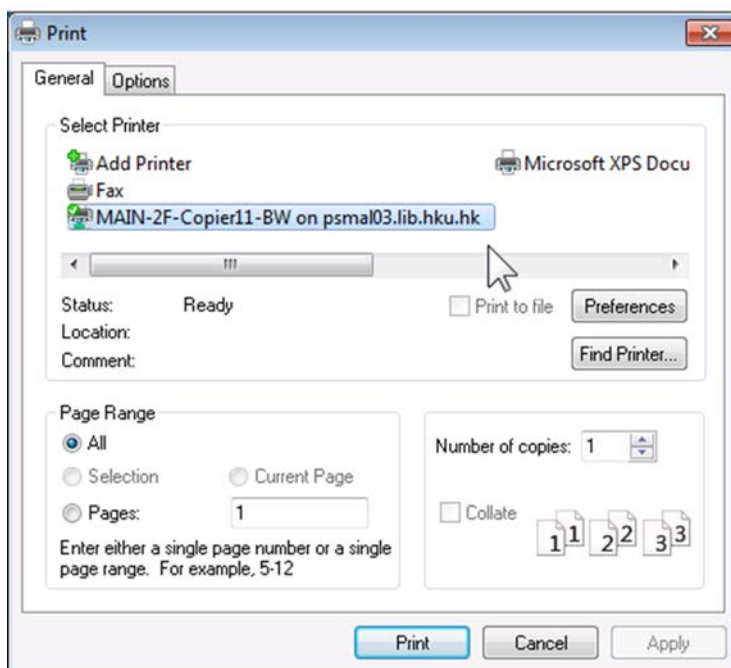 Print
General
Options
Select Printer
Add Printer
Microsoft XPS Docu
Fax
MAIN-2F-Copier11-BW on psmal03.lib.hku.hk
Status: Ready
Print to file
Preferences
Location:
Comment:
Find Printer...
Page Range
All
Selection
Current Page
Pages: 1
Enter either a single page number or a single
page range. For example, 5-12
Number of copies: 1
Collate
1 1 2 2 3 3
Print
Cancel
Apply